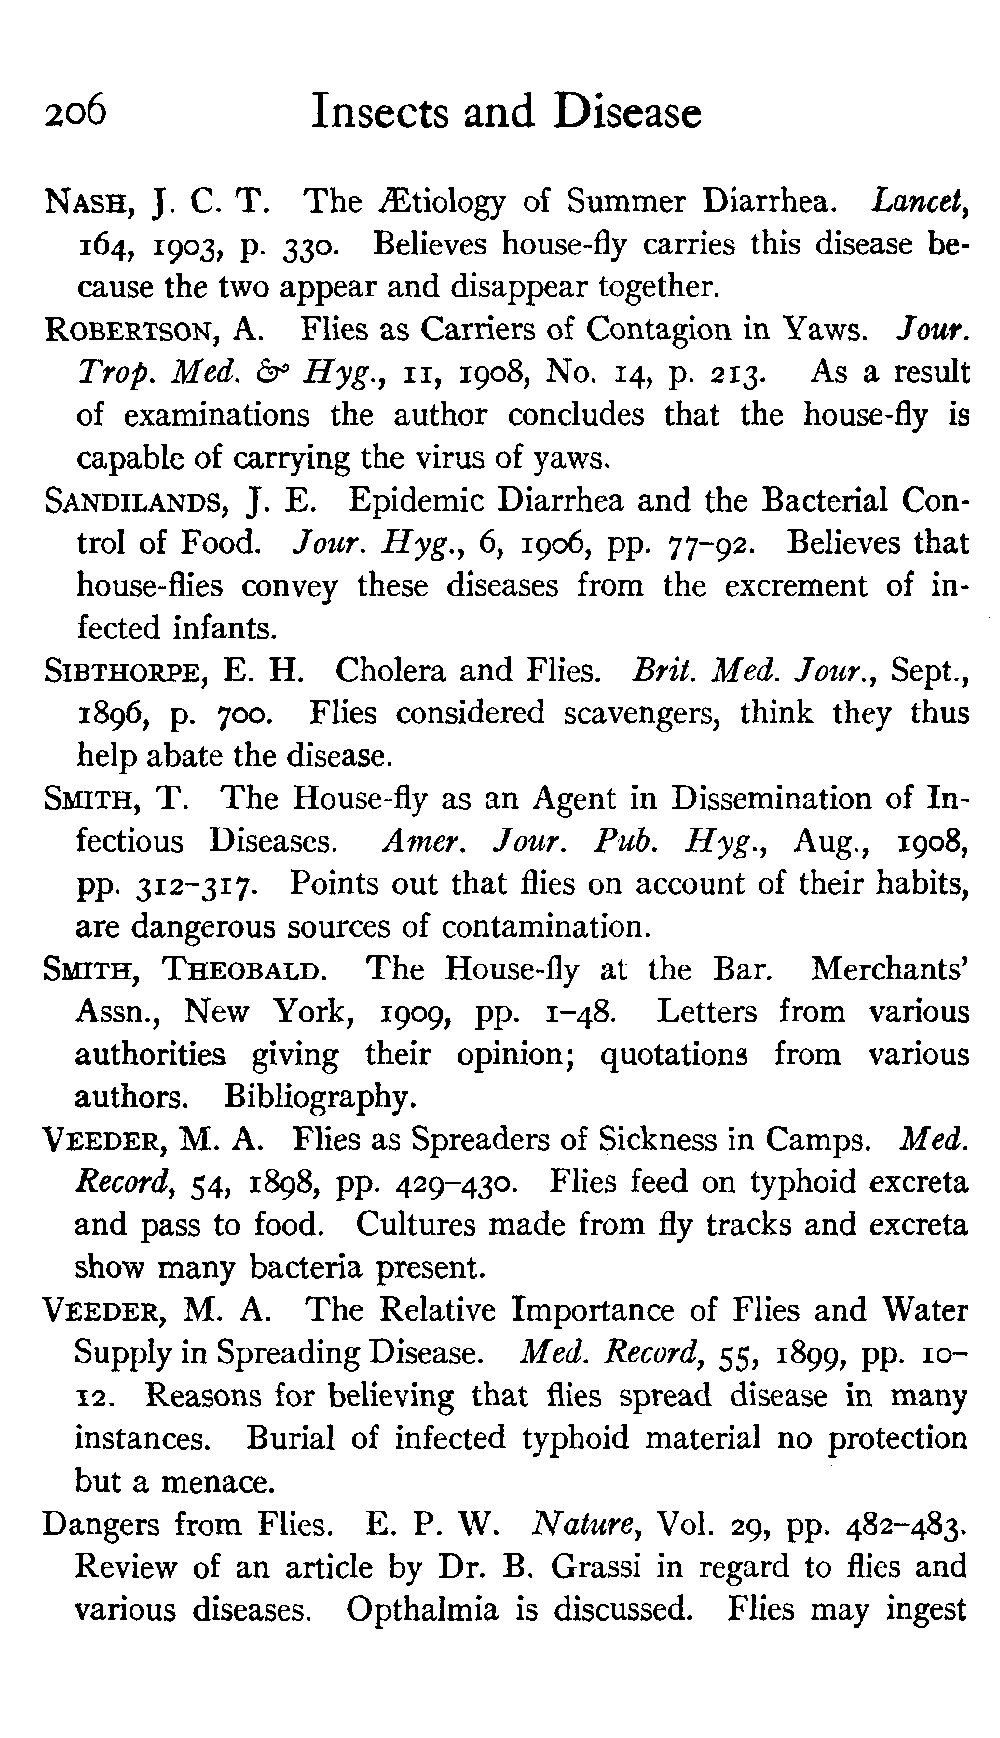 206 Insects and Disease
NASH, J. C. T. The Ætiology of Summer Diarrhea. Lancet,
164, 1903, p. 330. Believes house-fly carries this disease be-
cause the two appear and disappear together.
ROBERTSON, A. Flies as Carriers of Contagion in Yaws. Jour.
Trop. Med. & Hyg., 11, 1908, No. 14, p. 213. As a result
of examinations the author concludes that the house-fly is
capable of carrying the virus of yaws.
SANDILANDS, J. E. Epidemic Diarrhea and the Bacterial Con-
trol of Food. Jour. Hyg., 6, 1906, pp. 77–92. Believes that
house-flies convey these diseases from the excrement of in-
fected infants.
SIBTHORPE, E. H. Cholera and Flies. Brit. Med. Jour., Sept.,
1896, p. 700. Flies considered scavengers, think they thus
help abate the disease.
SMITH, T. The House-fly as an Agent in Dissemination of In-
fectious Diseases. Amer. Jour. Pub. Hyg., Aug., 1908,
pp. 312–317. Points out that flies on account of their habits,
are dangerous sources of contamination.
SMITH, THEOBALD. The House-fly at the Bar. Merchants'
Assn., New York, 1909, pp. 1–48. Letters from various
authorities giving their opinion; quotations from various
authors. Bibliography.
VEEDER, M. A. Flies as Spreaders of Sickness in Camps. Med.
Record, 54, 1898, pp. 429–430. Flies feed on typhoid excreta
and pass to food. Cultures made from fly tracks and excreta
show many bacteria present.
VEEDER, M. A. The Relative Importance of Flies and Water
Supply in Spreading Disease. Med. Record, 55, 1899, pp. 10–
12. Reasons for believing that flies spread disease in many
instances. Burial of infected typhoid material no protection
but a menace.
Dangers from Flies. E. P. W. Nature, Vol. 29, pp. 482–483.
Review of an article by Dr. B. Grassi in regard to flies and
various diseases. Opthalmia is discussed. Flies may ingest